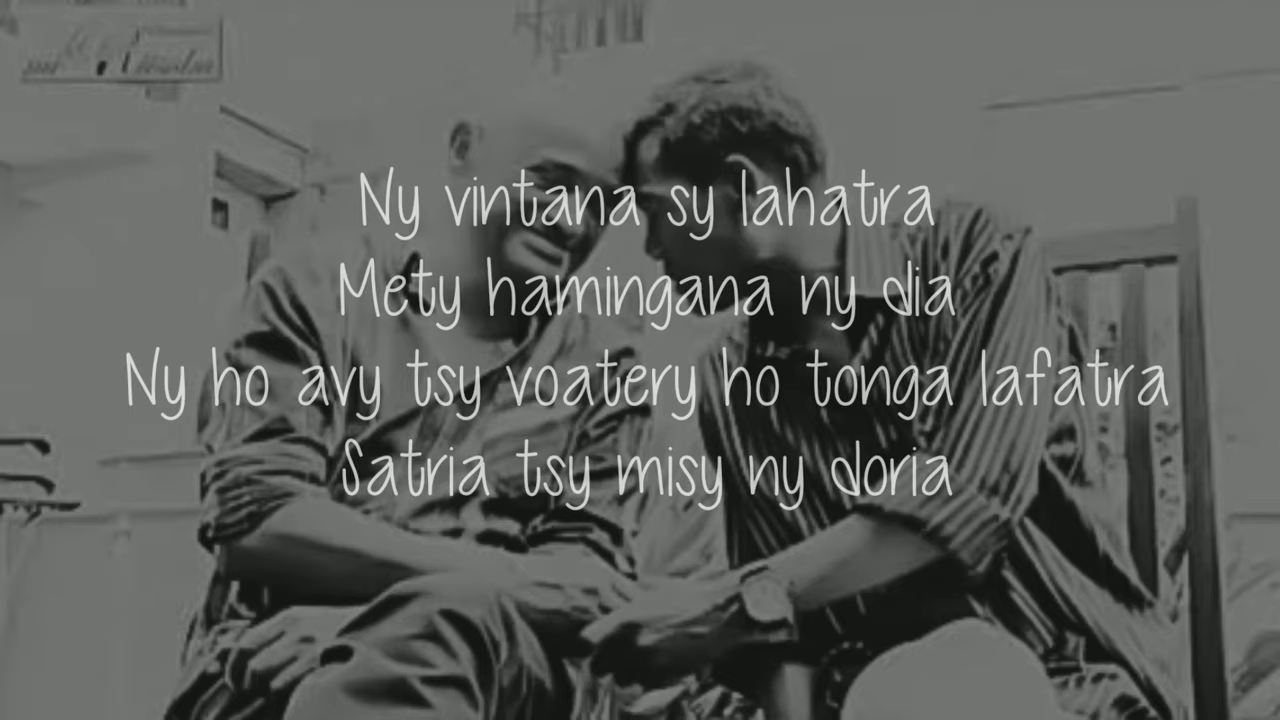 Ny vintana sy lahatra
Mety hamingana ny dia
Ny ho avy tsy voatery ho tonga lafatra
Satria tsy misy ny doria